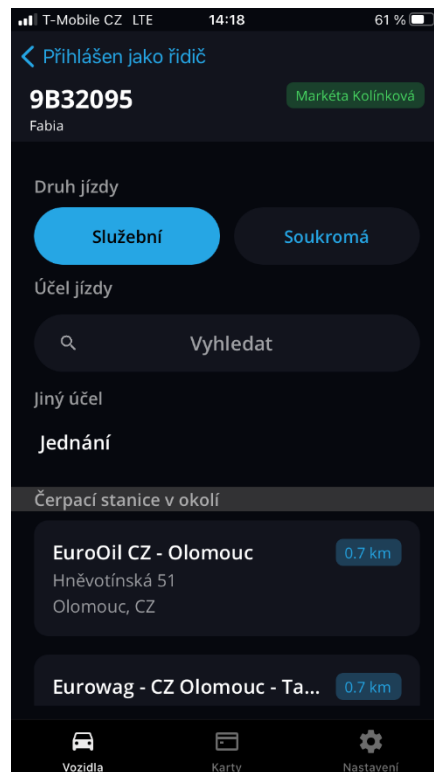 T-Mobile CZ LTE 14:18 61 %
Přihlášen jako řidič
9B32095 Markéta Kolínková
Fabia
Druh jízdy
Služební Soukromá
Účel jízdy
Vyhledat
Jiný účel
Jednání
Čerpací stanice v okolí
EuroOil CZ - Olomouc 0.7 km
Hněvotínská 51
Olomouc, CZ
Eurowag - CZ Olomouc - Ta... 0.7 km
Vozidla Karty Nastavení